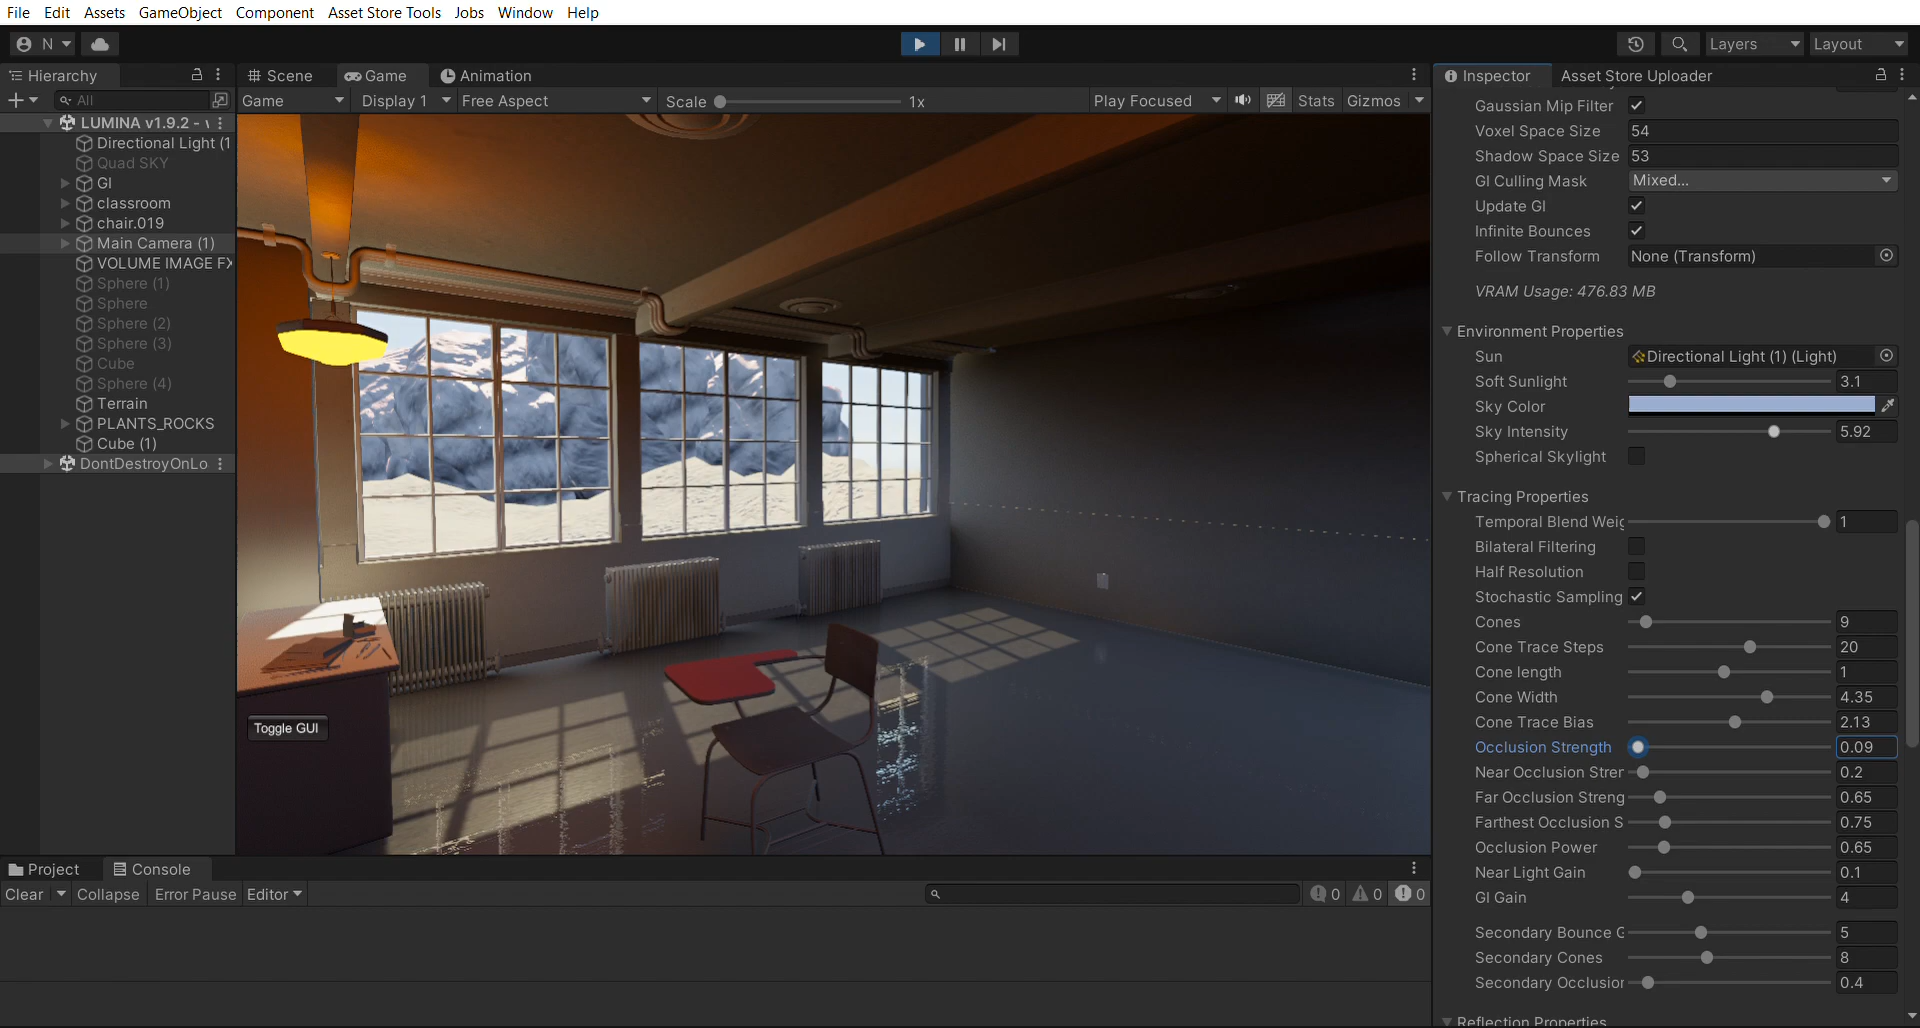 File Edit Assets GameObject Component Asset Store Tools Jobs Window Help
N Layers Layout
Hierarchy Scene Game Animation Inspector Asset Store Uploader
All Game Display 1 Free Aspect Scale 1x Play Focused Stats Gizmos
LUMINA v1.9.2 -
Directional Light (1
Quad SKY
GI
classroom
chair.019
Main Camera (1)
VOLUME IMAGE FX
Sphere (1)
Sphere
Sphere (2)
Sphere (3)
Cube
Sphere (4)
Terrain
PLANTS_ROCKS
Cube (1)
DontDestroyOnLo
Toggle GUI
Gaussian Mip Filter
Voxel Space Size 54
Shadow Space Size 53
GI Culling Mask Mixed...
Update GI
Infinite Bounces
Follow Transform None (Transform)
VRAM Usage: 476.83 MB
Environment Properties
Sun Directional Light (1) (Light)
Soft Sunlight 3.1
Sky Color
Sky Intensity 5.92
Spherical Skylight
Tracing Properties
Temporal Blend Weig 1
Bilateral Filtering
Half Resolution
Stochastic Sampling
Cones 9
Cone Trace Steps 20
Cone length 1
Cone Width 4.35
Cone Trace Bias 2.13
Occlusion Strength 0.09
Near Occlusion Stren 0.2
Far Occlusion Streng 0.65
Farthest Occlusion S 0.75
Occlusion Power 0.65
Near Light Gain 0.1
GI Gain 4
Secondary Bounce G 5
Secondary Cones 8
Secondary Occlusion 0.4
Reflection Properties
Project Console
Clear Collapse Error Pause Editor 0 0 0